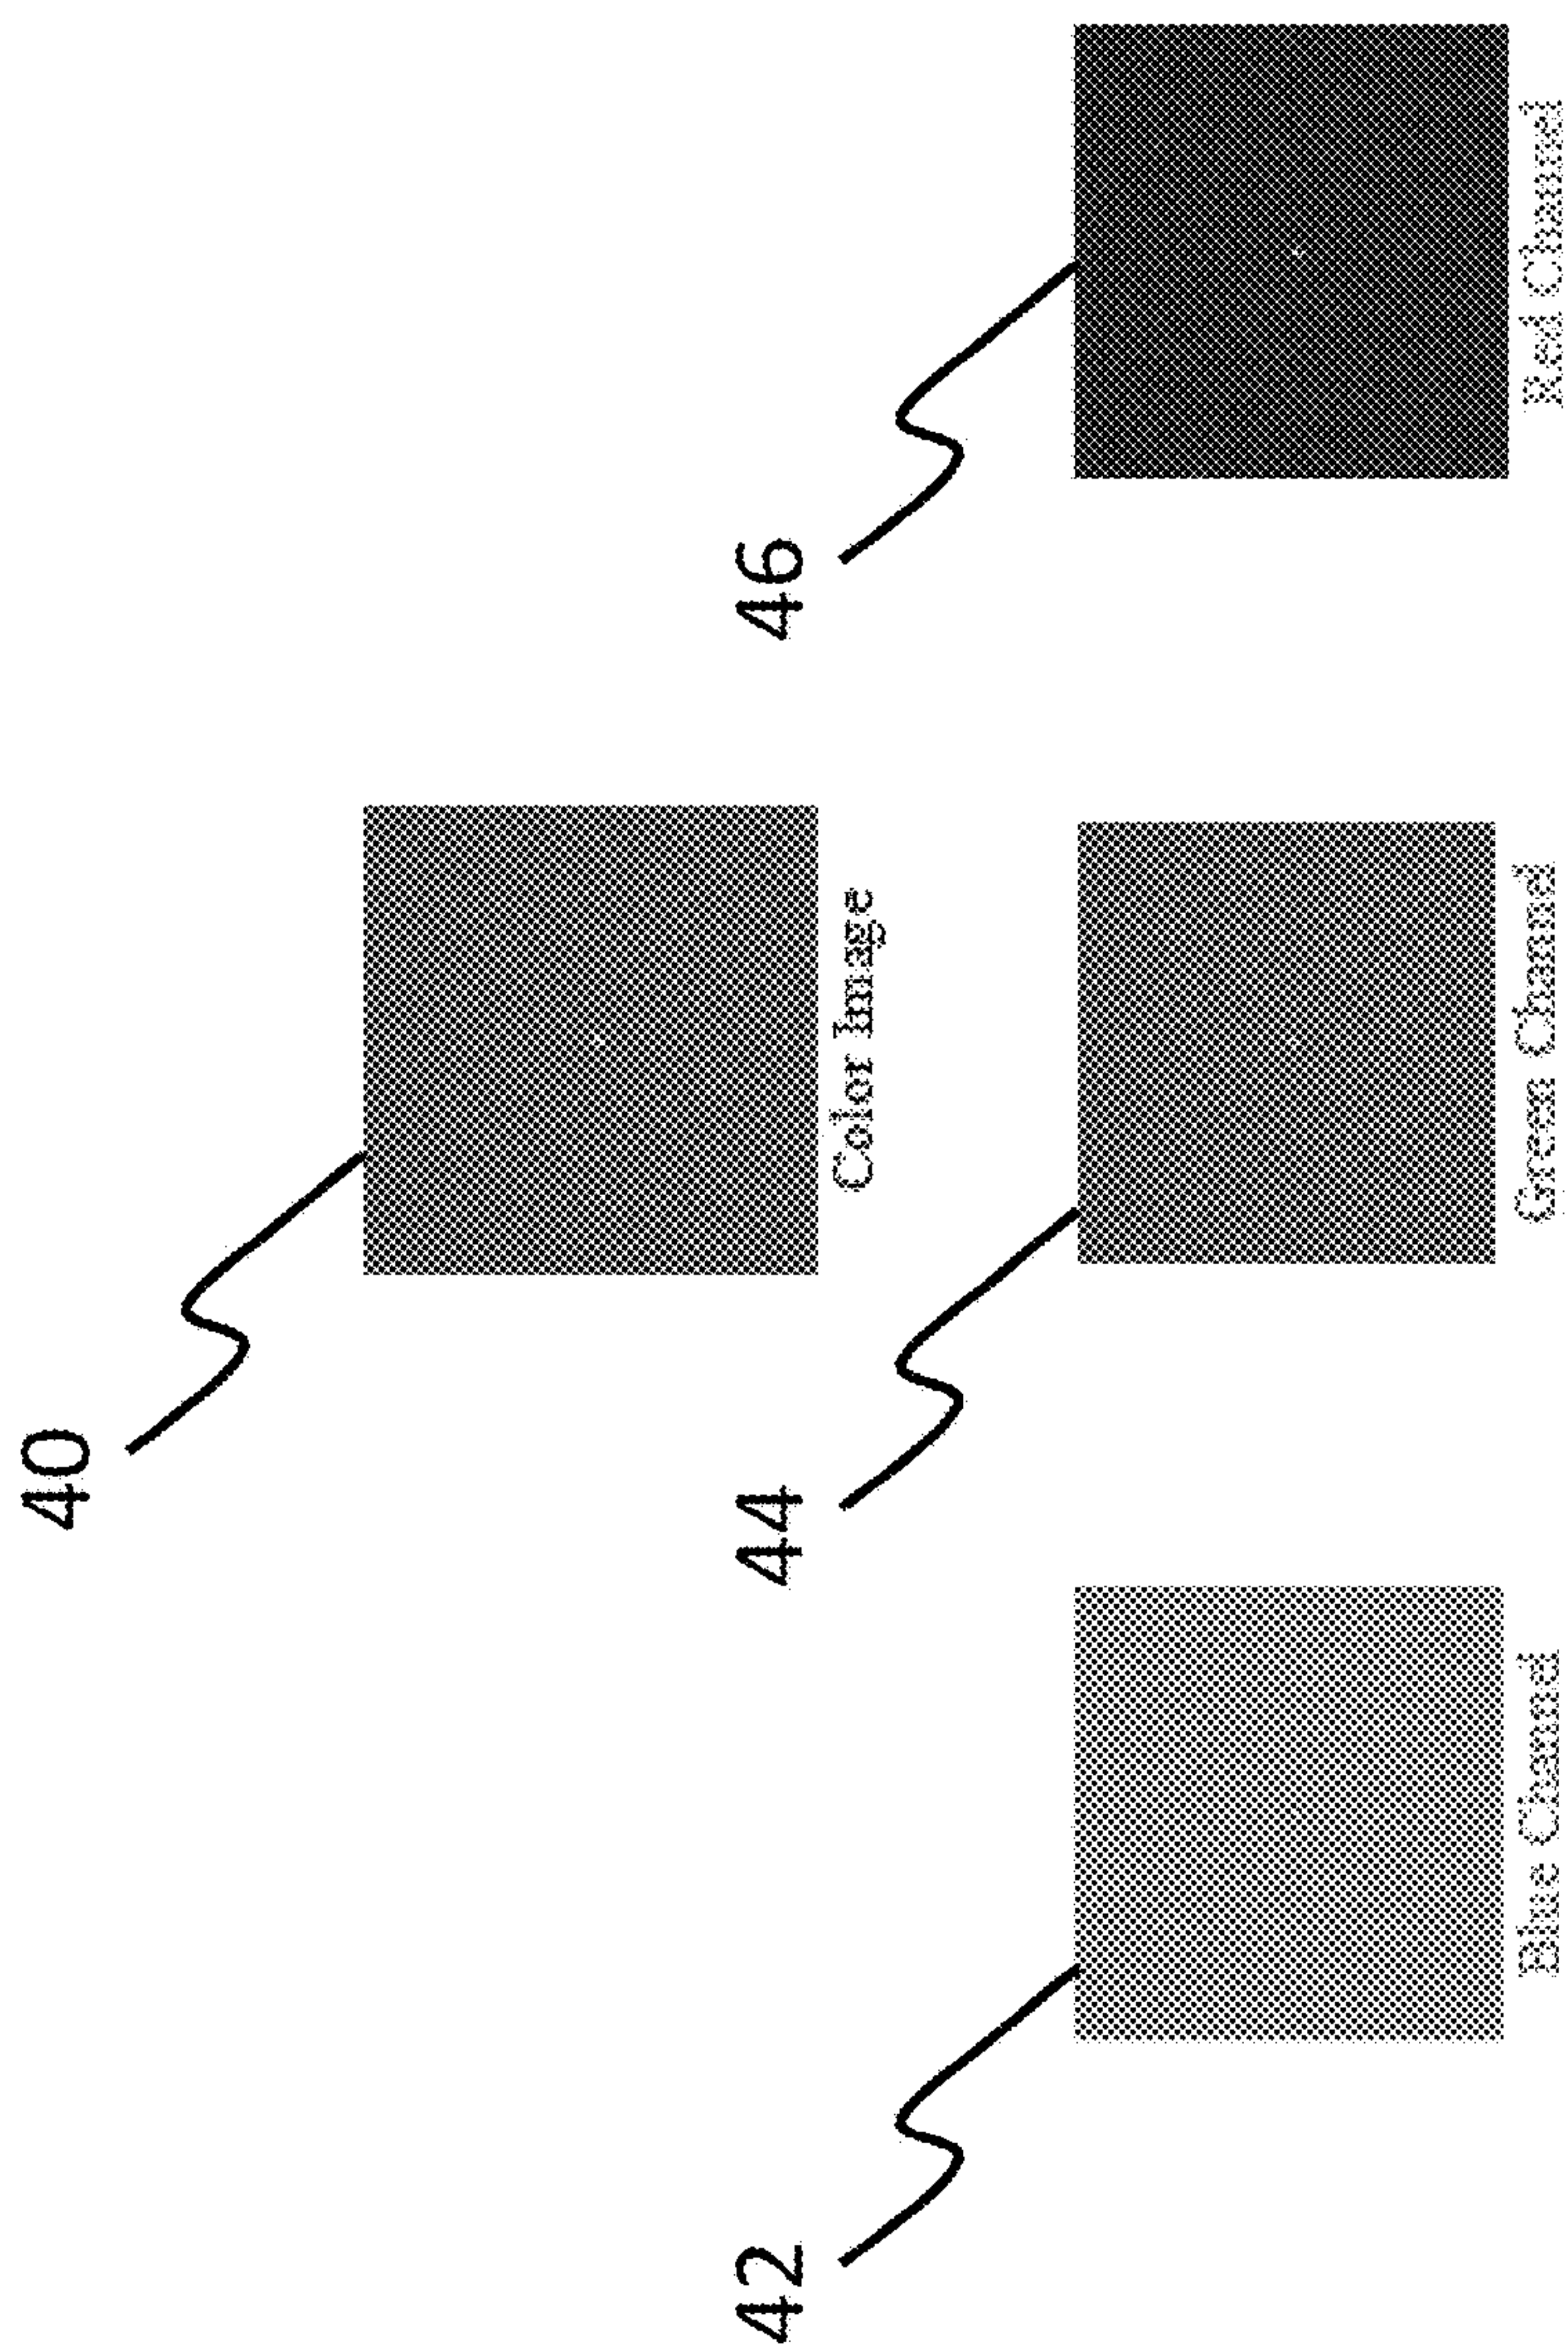 40
Color Image
42
44
46
Blue Channel
Green Channel
Red Channel